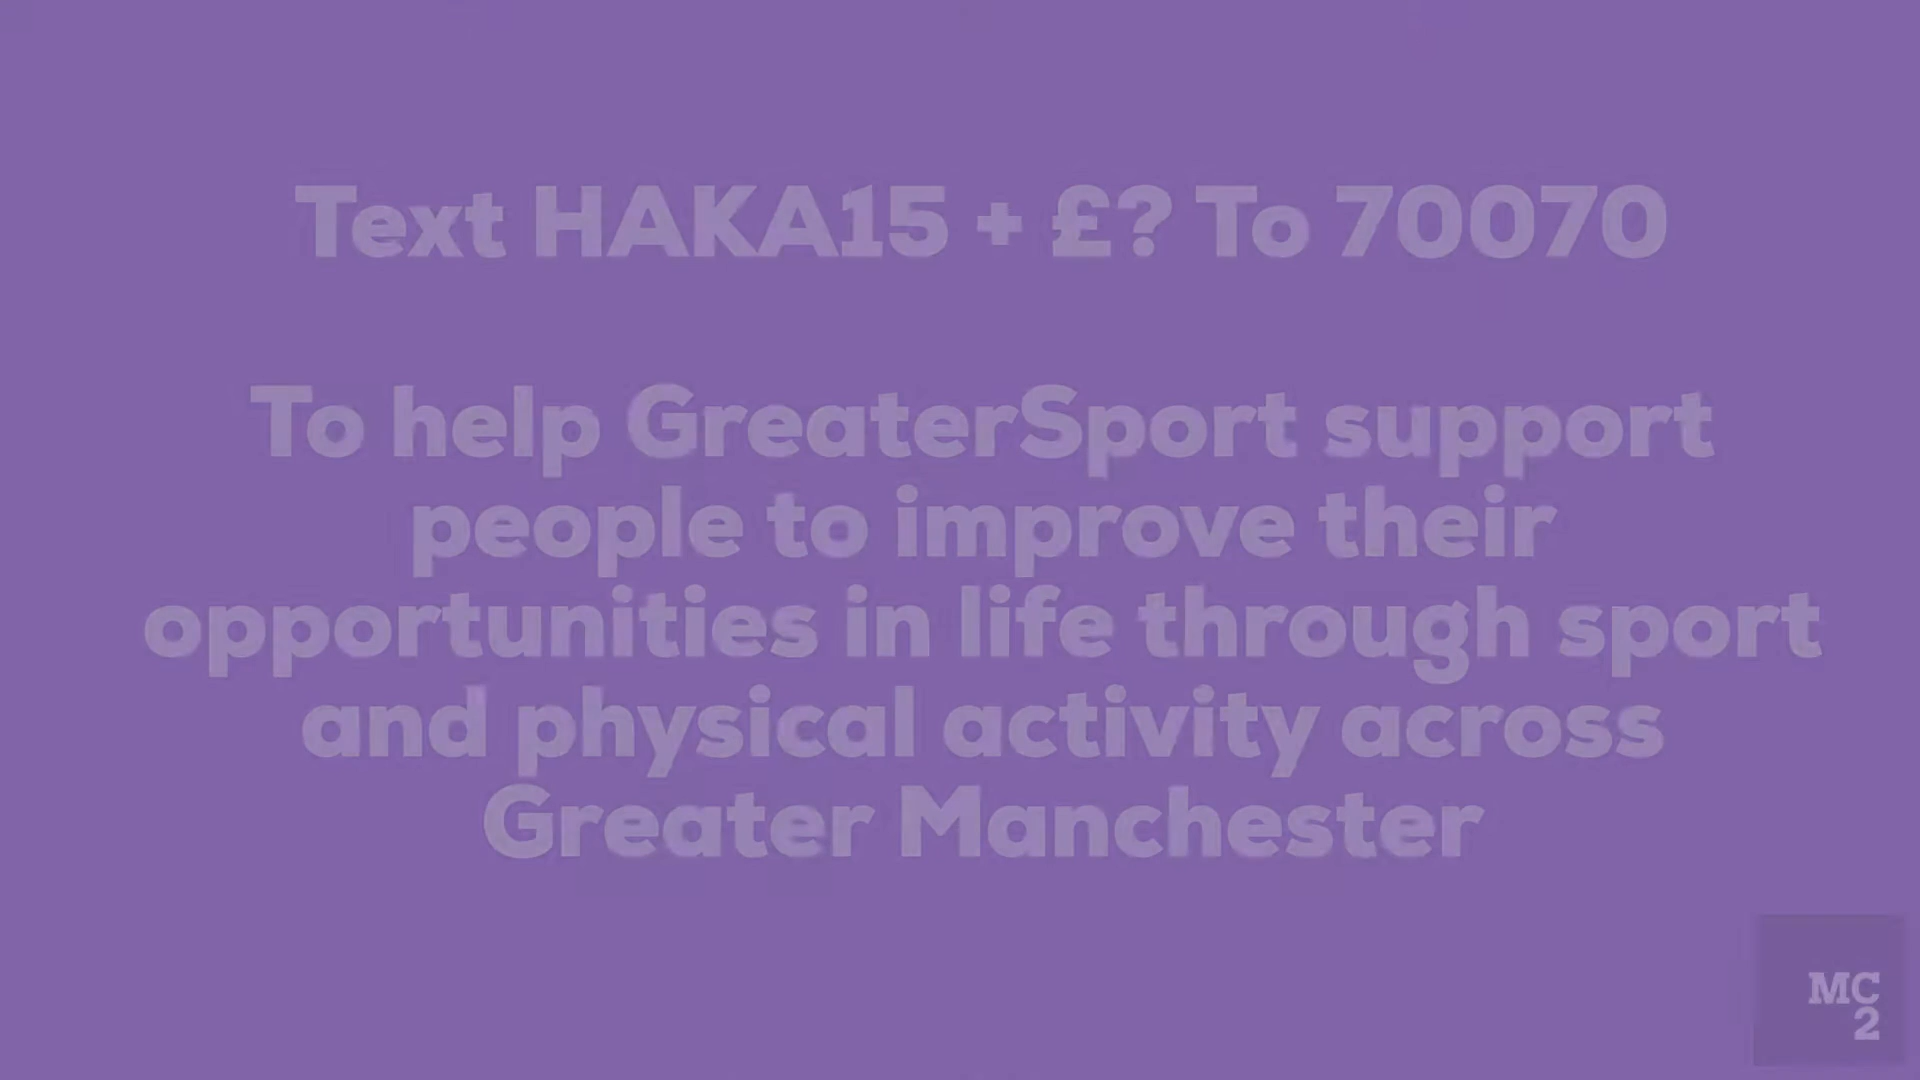 Text HAKA15 + £? To 70070
To help GreaterSport support
people to improve their
opportunities in life through sport
and physical activity across
Greater Manchester
MC
2